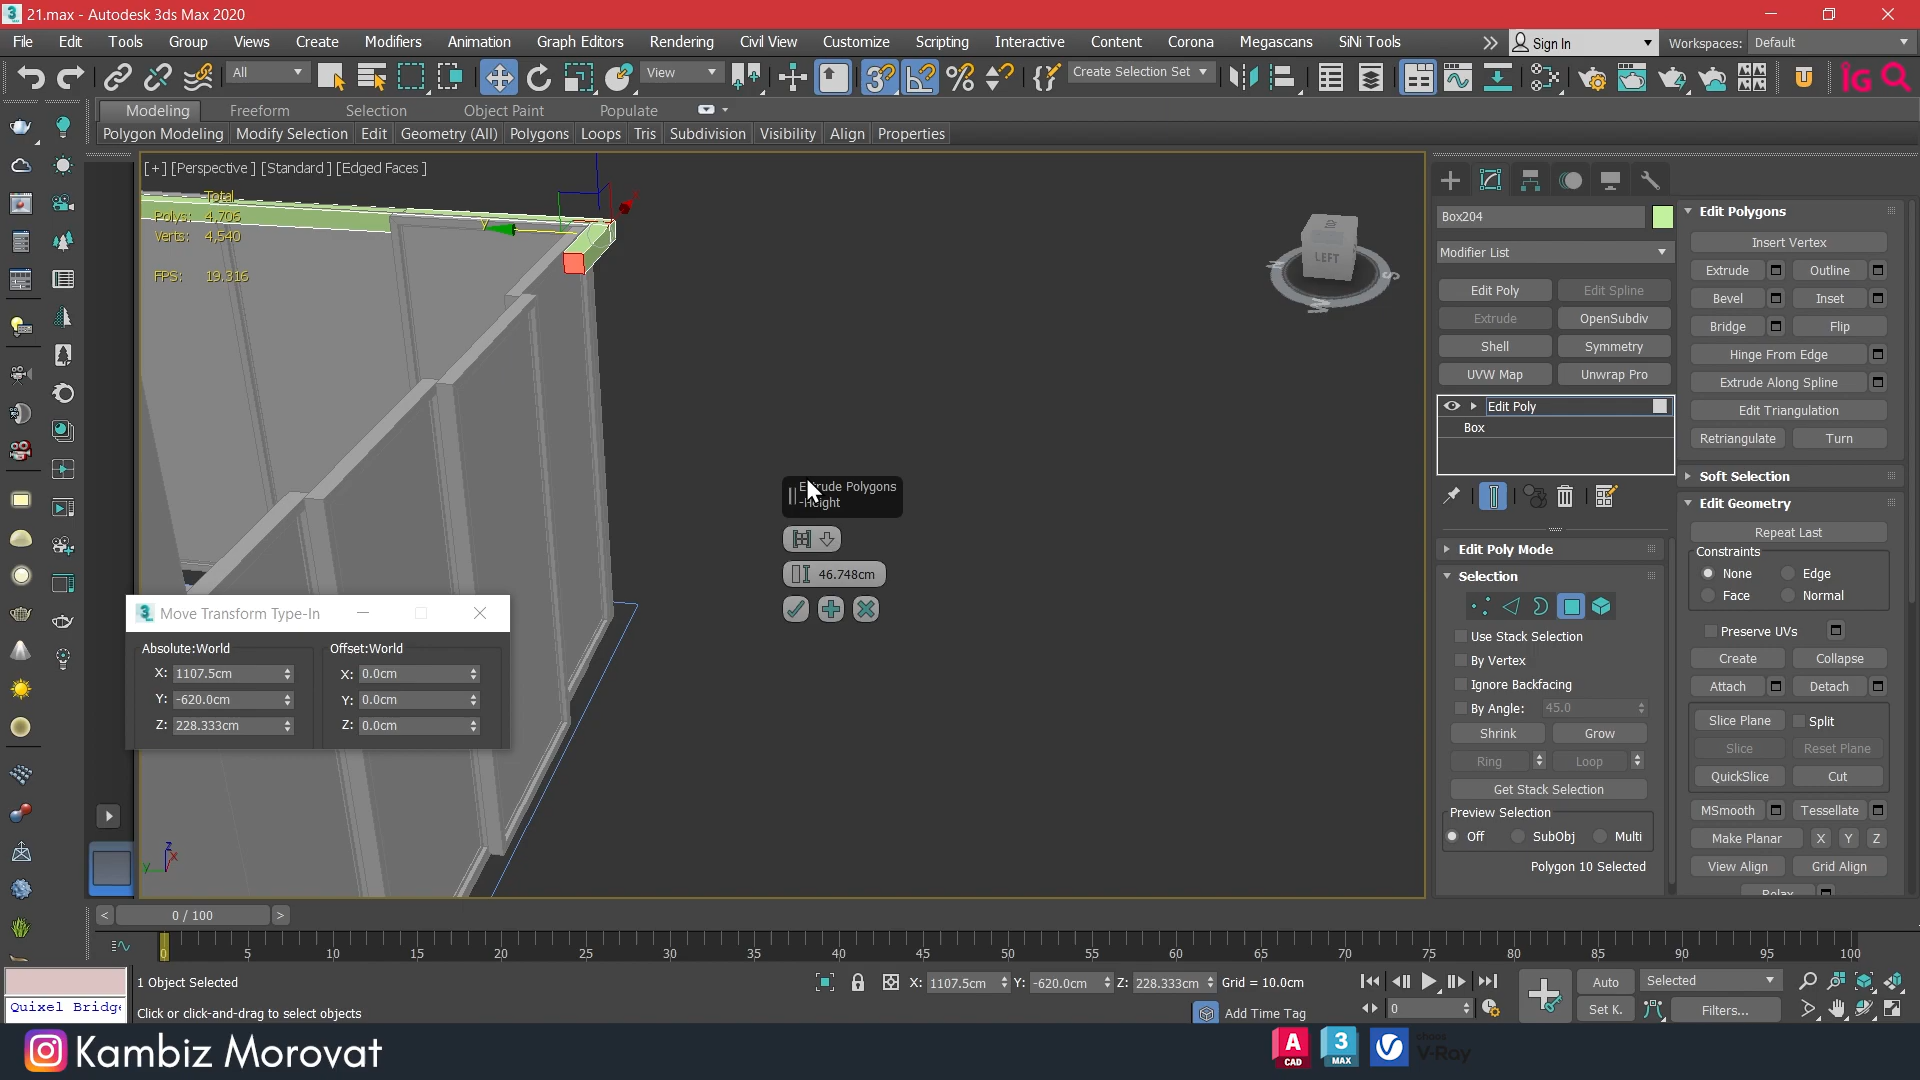 21.max - Autodesk 3ds Max 2020
File Edit Tools Group Views Create Modifiers Animation Graph Editors Rendering Civil View Customize Scripting Interactive Content Corona Megascans SiNi Tools
Sign In
Workspaces: Default
All
View
Create Selection Set
Modeling Freeform Selection Object Paint Populate
Polygon Modeling Modify Selection Edit Geometry (All) Polygons Loops Tris Subdivision Visibility Align Properties
[+] [Perspective ] [Standard ] [Edged Faces ]
Total
Polys: 4,706
Verts: 4,540
FPS: 19.316
LEFT
Extrude Polygons
-Height
46.748cm
Move Transform Type-In
Absolute:World
X: 1107.5cm
Y: -620.0cm
Z: 228.333cm
Offset:World
X: 0.0cm
Y: 0.0cm
Z: 0.0cm
Box204
Modifier List
Edit Poly Edit Spline
Extrude OpenSubdiv
Shell Symmetry
UVW Map Unwrap Pro
Edit Poly
Box
Edit Poly Mode
Selection
Use Stack Selection
By Vertex
Ignore Backfacing
By Angle: 45.0
Shrink Grow
Ring Loop
Get Stack Selection
Preview Selection
Off SubObj Multi
Polygon 10 Selected
Edit Polygons
Insert Vertex
Extrude Outline
Bevel Inset
Bridge Flip
Hinge From Edge
Extrude Along Spline
Edit Triangulation
Retriangulate Turn
Soft Selection
Edit Geometry
Repeat Last
Constraints
None Edge
Face Normal
Preserve UVs
Create Collapse
Attach Detach
Slice Plane Split
Slice Reset Plane
QuickSlice Cut
MSmooth Tessellate
Make Planar X Y Z
View Align Grid Align
Relax
0 / 100
0 5 10 15 20 25 30 35 40 45 50 55 60 65 70 75 80 85 90 95 100
1 Object Selected
X: 1107.5cm Y: -620.0cm Z: 228.333cm Grid = 10.0cm
Auto Selected
Quixel Bridge
Click or click-and-drag to select objects
Add Time Tag
0
Set K. Filters...
Kambiz Morovat
A CAD
3 MAX
chaos
V-Ray